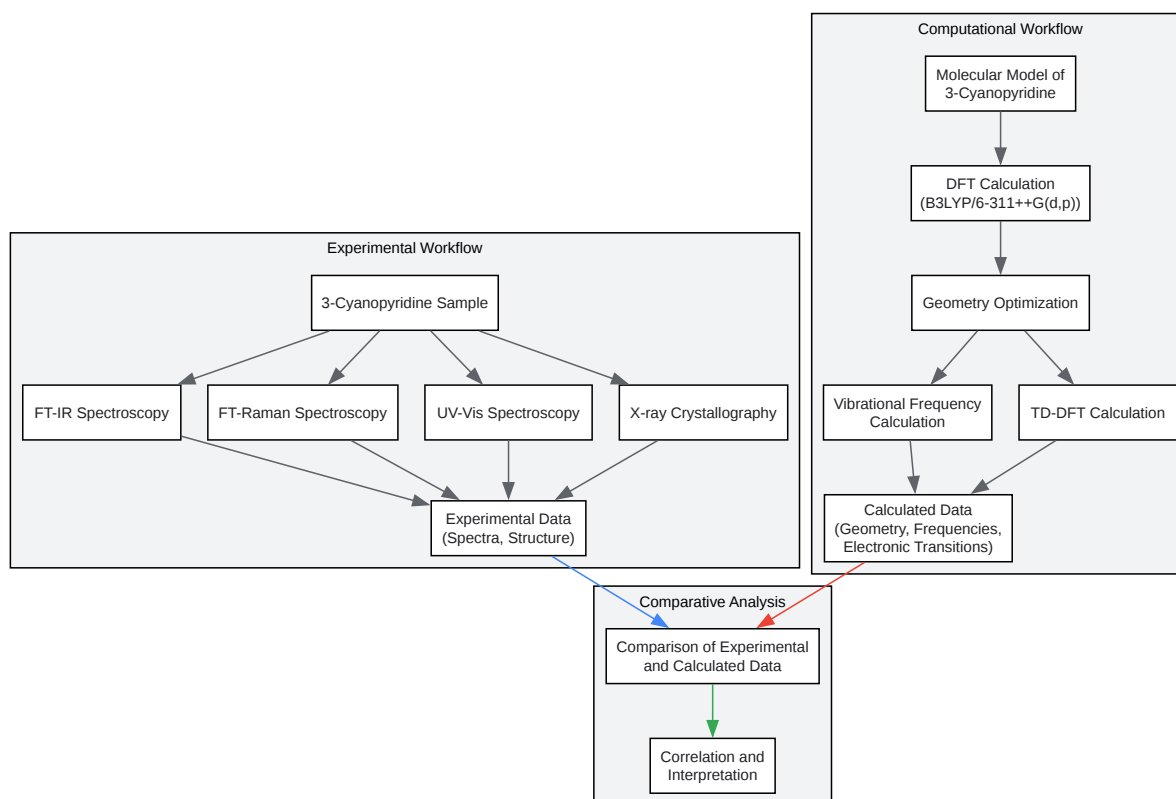 Computational Workflow
Molecular Model of
3-Cyanopyridine
DFT Calculation
(B3LYP/6-311++G(d,p))
Geometry Optimization
Vibrational Frequency
Calculation
TD-DFT Calculation
Calculated Data
(Geometry, Frequencies,
Electronic Transitions)
Experimental Workflow
3-Cyanopyridine Sample
FT-IR Spectroscopy
FT-Raman Spectroscopy
UV-Vis Spectroscopy
X-ray Crystallography
Experimental Data
(Spectra, Structure)
Comparative Analysis
Comparison of Experimental
and Calculated Data
Correlation and
Interpretation